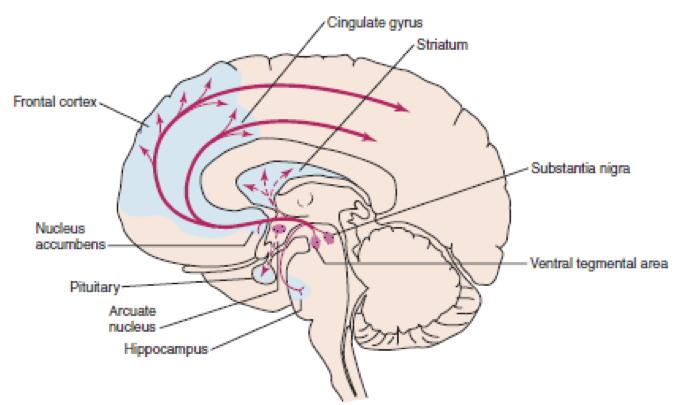 Cingulate gyrus
Striatum
Frontal cortex
Substantia nigra
Nucleus
accumbens
Ventral tegmental area
Pituitary
Arcuate
nucleus
Hippocampus